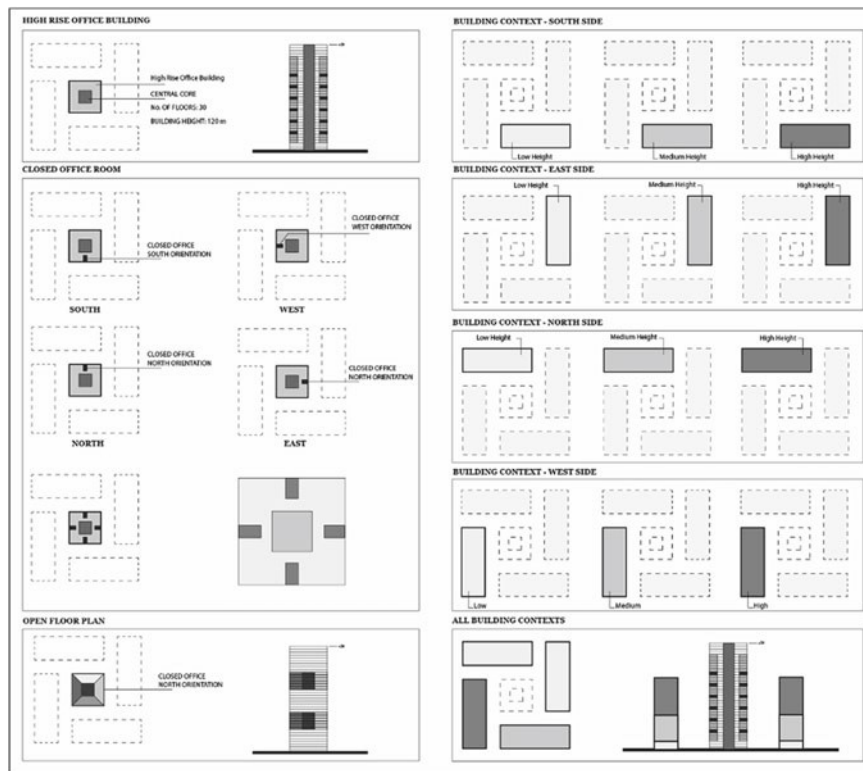 HIGH RISE OFFICE BUILDING
High Rise Office Building
CENTRAL CORE
No. OF FLOORS: 30
BUILDING HEIGHT: 120 m
CLOSED OFFICE ROOM
CLOSED OFFICE
SOUTH ORIENTATION
SOUTH
CLOSED OFFICE
WEST ORIENTATION
WEST
CLOSED OFFICE
NORTH ORIENTATION
NORTH
CLOSED OFFICE
NORTH ORIENTATION
EAST
OPEN FLOOR PLAN
CLOSED OFFICE
NORTH ORIENTATION
BUILDING CONTEXT - SOUTH SIDE
Low Height
Medium Height
High Height
BUILDING CONTEXT - EAST SIDE
Low Height
Medium Height
High Height
BUILDING CONTEXT - NORTH SIDE
Low Height
Medium Height
High Height
BUILDING CONTEXT - WEST SIDE
Low
Medium
High
ALL BUILDING CONTEXTS